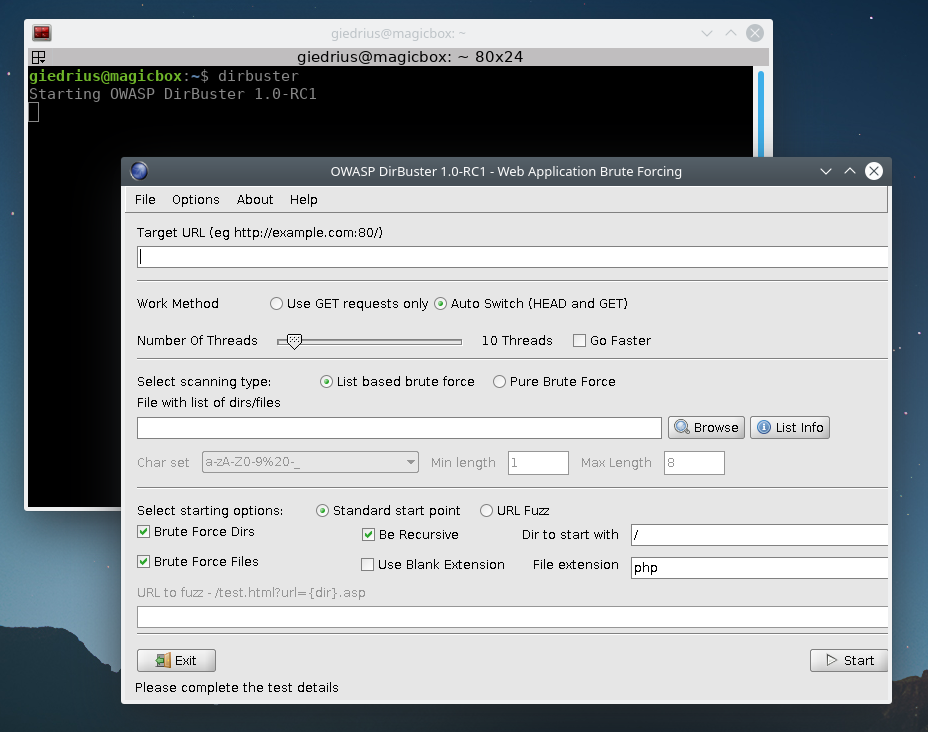 giedrius@magicbox: ~
giedrius@magicbox: ~ 80x24
giedrius@magicbox:~$ dirbuster
Starting OWASP DirBuster 1.0-RC1
OWASP DirBuster 1.0-RC1 - Web Application Brute Forcing
File Options About Help
Target URL (eg http://example.com:80/)
Work Method Use GET requests only Auto Switch (HEAD and GET)
Number Of Threads 10 Threads Go Faster
Select scanning type: List based brute force Pure Brute Force
File with list of dirs/files
Browse List Info
Char set a-zA-Z0-9%20-_ Min length 1 Max Length 8
Select starting options: Standard start point URL Fuzz
Brute Force Dirs Be Recursive Dir to start with /
Brute Force Files Use Blank Extension File extension php
URL to fuzz - /test.html?url={dir}.asp
Exit Start
Please complete the test details